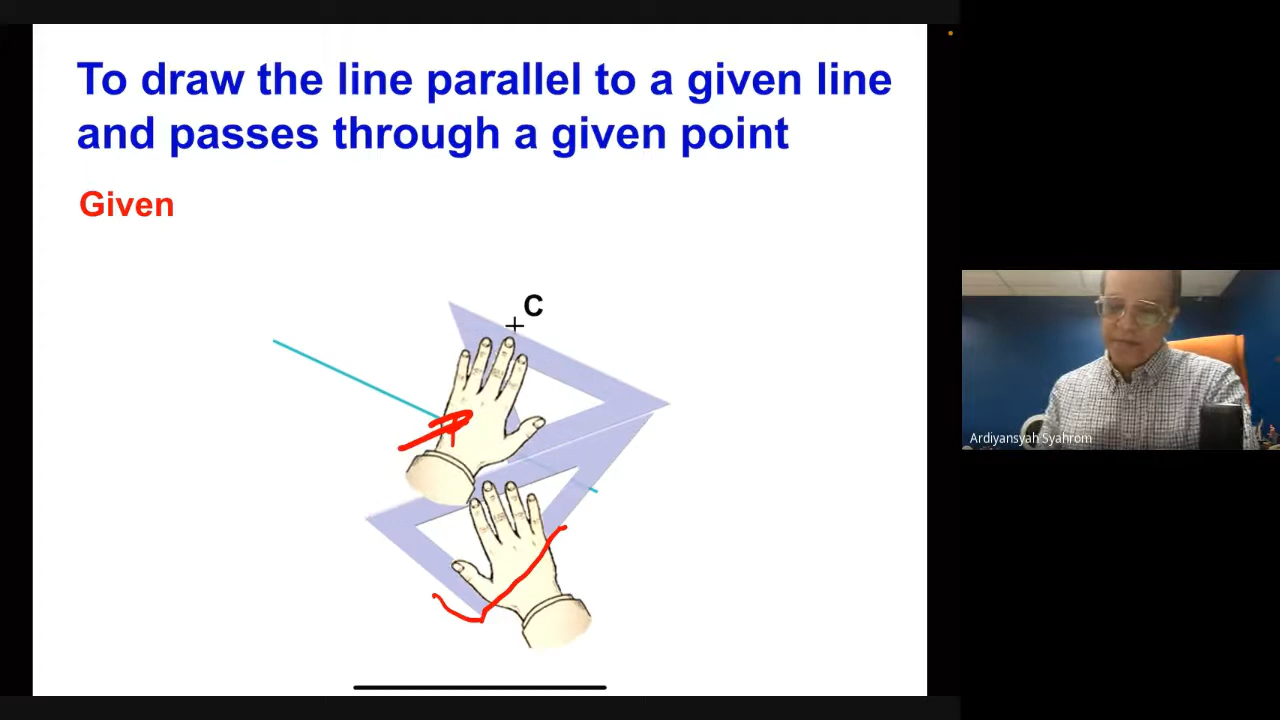 To draw the line parallel to a given line
and passes through a given point
Given
C
Ardiyansyah Syahrom